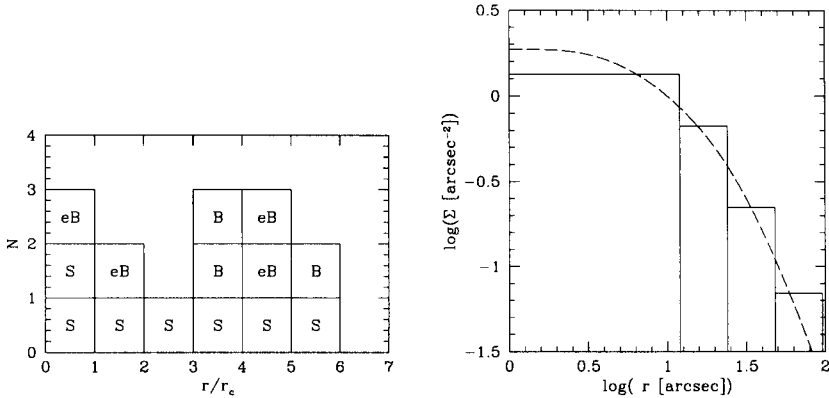 4
3
2
1
0
N
eB B eB
S eB B eB B
S S S S S S
0 1 2 3 4 5 6 7
r/r_c
0.5
0
-0.5
-1
-1.5
log(Σ [arcsec⁻²])
0 0.5 1 1.5 2
log( r [arcsec])